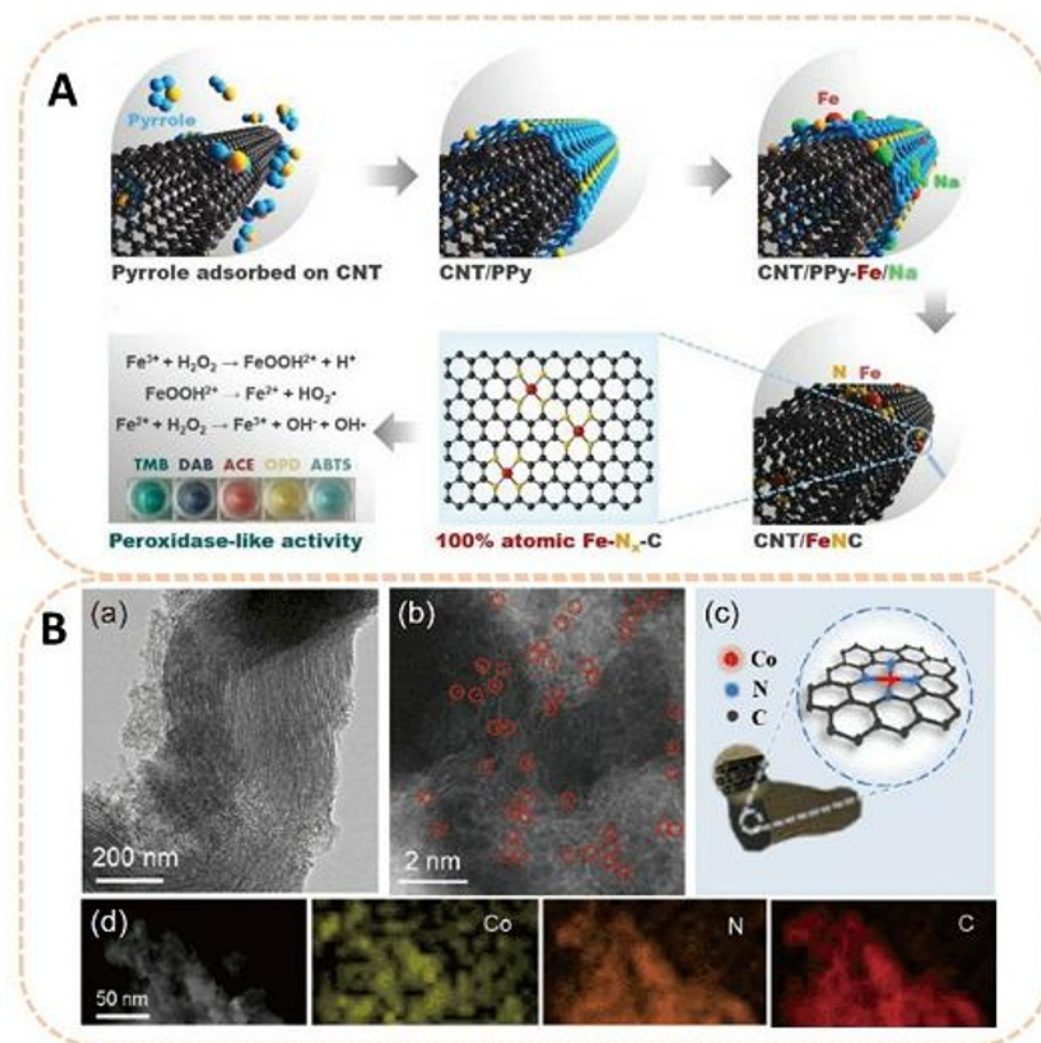 A
Pyrrole
Fe
Na
Pyrrole adsorbed on CNT
CNT/PPy
CNT/PPy-Fe/Na
Fe³⁺ + H₂O₂ → FeOOH²⁺ + H⁺
FeOOH²⁺ → Fe²⁺ + HO₂•
Fe²⁺ + H₂O₂ → Fe³⁺ + OH⁻ + OH•
TMB DAB ACE OPD ABTS
N Fe
Peroxidase-like activity
100% atomic Fe-Nₓ-C
CNT/FeNC
B
(a)
200 nm
(b)
2 nm
(c)
Co
N
C
(d)
50 nm
Co
N
C